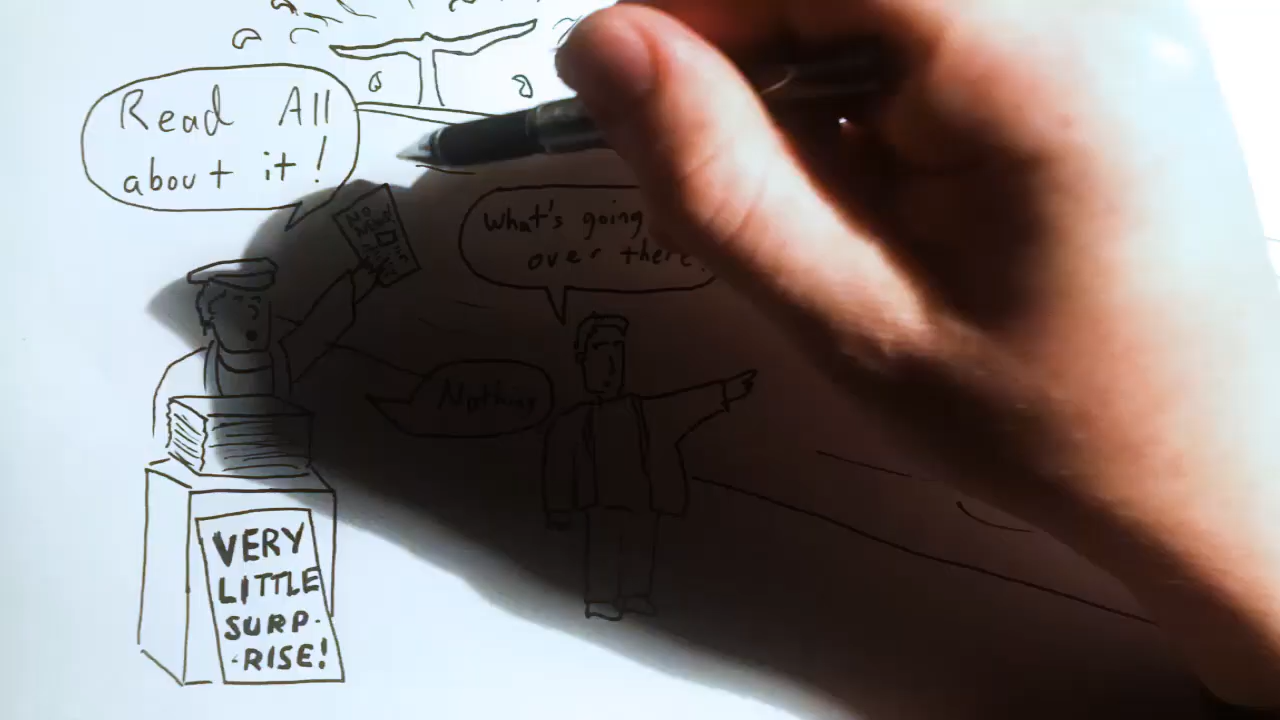 Read All
about it!
What's going
over there?
Nothing
VERY
LITTLE
SURP-
-RISE!